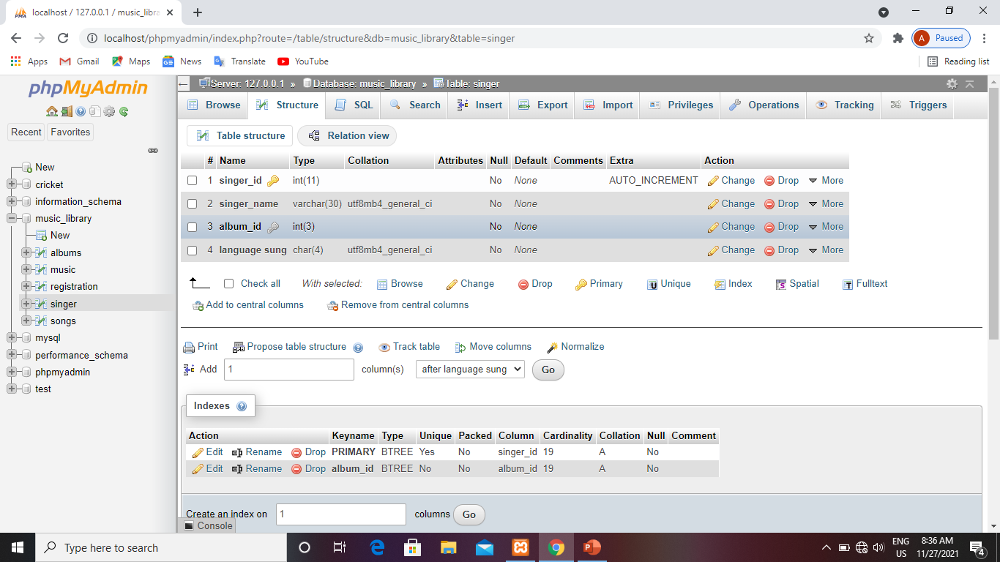 localhost / 127.0.0.1 / music_libra
localhost/phpmyadmin/index.php?route=/table/structure&db=music_library&table=singer
A Paused
Apps Gmail Maps News Translate YouTube Reading list
phpMyAdmin
Recent Favorites
New
cricket
information_schema
music_library
New
albums
music
registration
singer
songs
mysql
performance_schema
phpmyadmin
test
Server: 127.0.0.1 » Database: music_library » Table: singer
Browse Structure SQL Search Insert Export Import Privileges Operations Tracking Triggers
Table structure Relation view
# Name Type Collation Attributes Null Default Comments Extra Action
1 singer_id int(11) No None AUTO_INCREMENT Change Drop More
2 singer_name varchar(30) utf8mb4_general_ci No None Change Drop More
3 album_id int(3) No None Change Drop More
4 language sung char(4) utf8mb4_general_ci No None Change Drop More
Check all With selected: Browse Change Drop Primary Unique Index Spatial Fulltext
Add to central columns Remove from central columns
Print Propose table structure Track table Move columns Normalize
Add 1 column(s) after language sung Go
Indexes
Action Keyname Type Unique Packed Column Cardinality Collation Null Comment
Edit Rename Drop PRIMARY BTREE Yes No singer_id 19 A No
Edit Rename Drop album_id BTREE No No album_id 19 A No
Create an index on 1 columns Go
Console
Type here to search
ENG
US
8:36 AM
11/27/2021
4